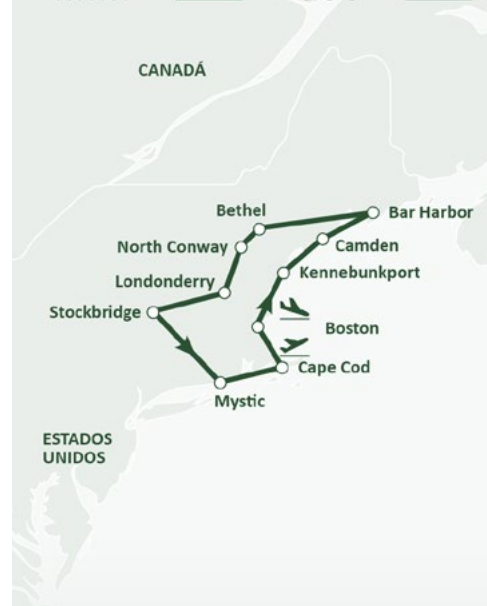 CANADÁ
Bethel
Bar Harbor
North Conway
Camden
Kennebunkport
Londonderry
Stockbridge
Boston
Cape Cod
Mystic
ESTADOS
UNIDOS